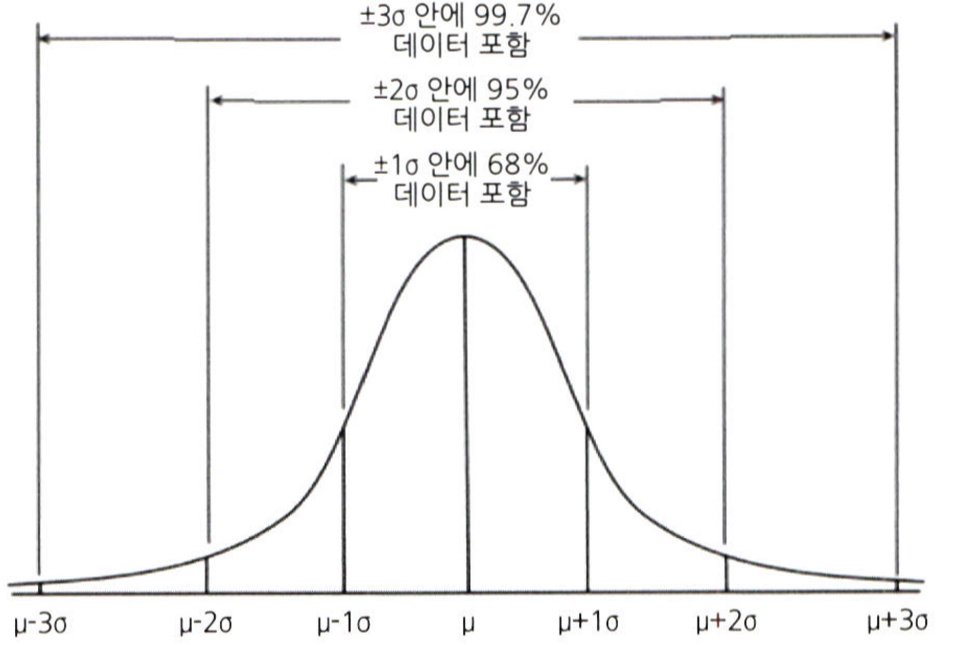 ±3σ 안에 99.7%
데이터 포함
±2σ 안에 95%
데이터 포함
±1σ 안에 68%
데이터 포함
μ-3σ μ-2σ μ-1σ μ μ+1σ μ+2σ μ+3σ